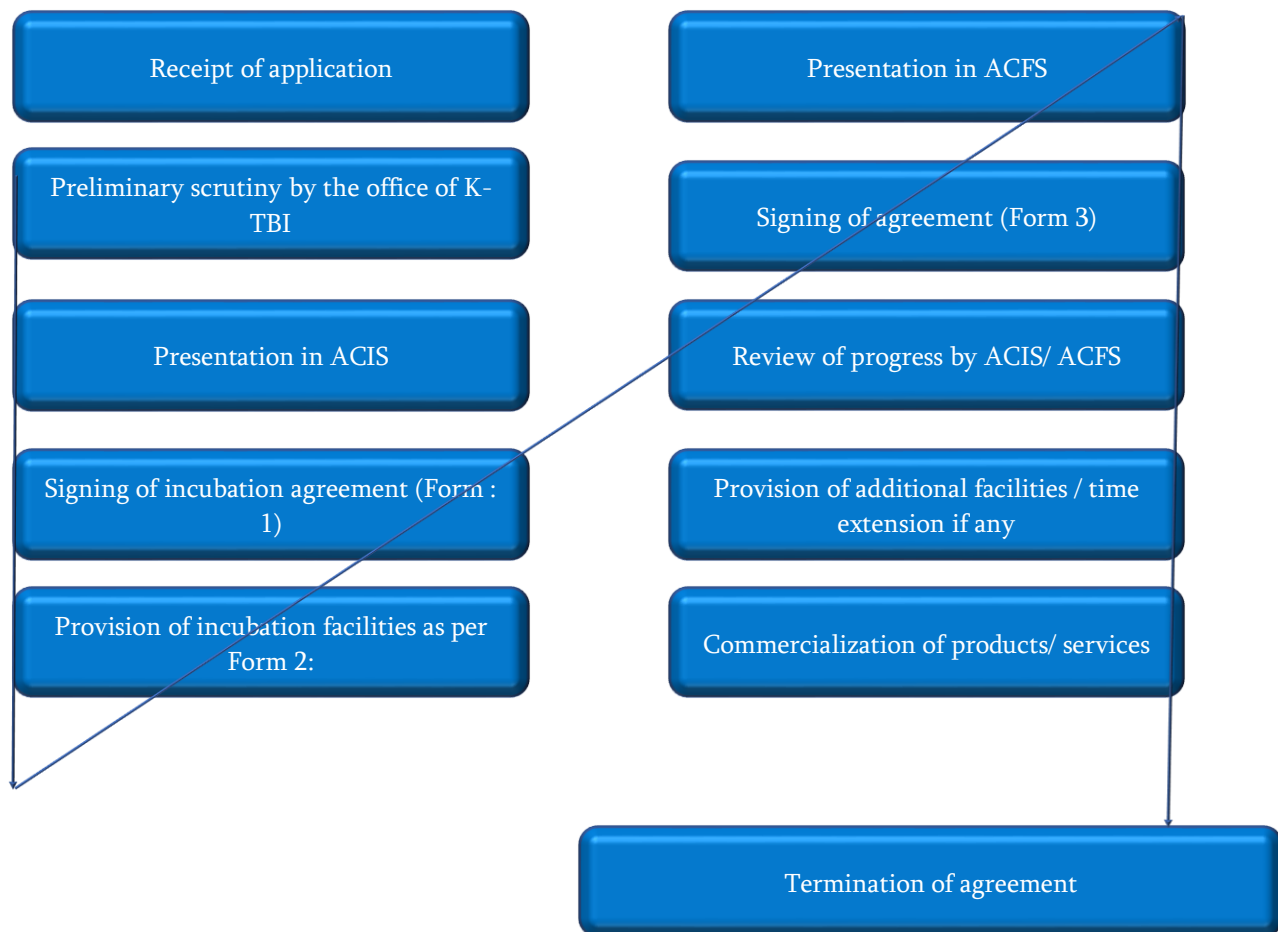 Receipt of application
Preliminary scrutiny by the office of K-
TBI
Presentation in ACIS
Signing of incubation agreement (Form :
1)
Provision of incubation facilities as per
Form 2:
Presentation in ACFS
Signing of agreement (Form 3)
Review of progress by ACIS/ ACFS
Provision of additional facilities / time
extension if any
Commercialization of products/ services
Termination of agreement